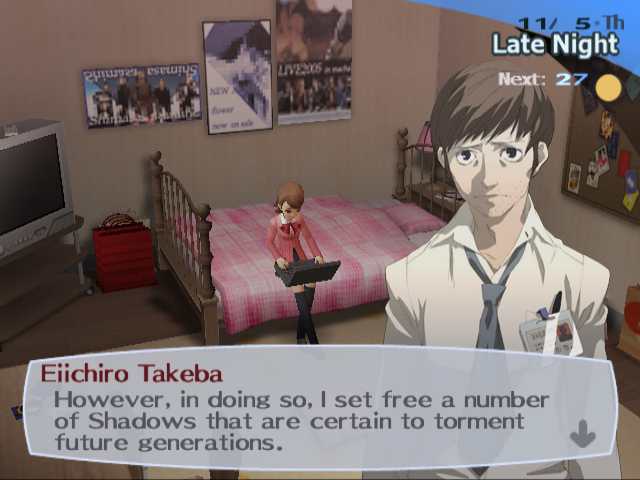 11/ 5・Th
Late Night
Next: 27
LIVE2005
NEW
flower
now on sale
Eiichiro Takeba
However, in doing so, I set free a number
of Shadows that are certain to torment
future generations.